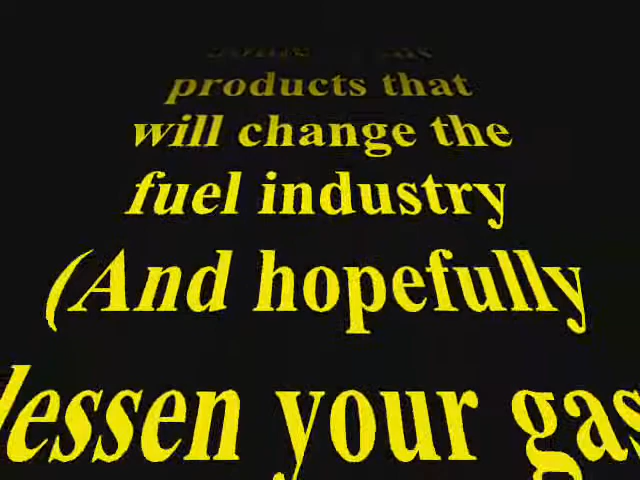 products that
will change the
fuel industry
(And hopefully
lessen your gas